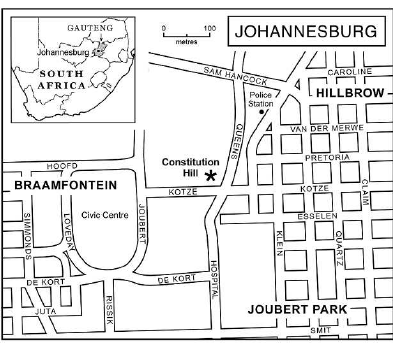 GAUTENG
Johannesburg
SOUTH
AFRICA
0 100
metres
JOHANNESBURG
SAM HANCOCK
CAROLINE
Police
Station
HILLBROW
QUEENS
VAN DER MERWE
PRETORIA
HOOFD
Constitution
Hill
BRAAMFONTEIN
KOTZE
KOTZE
CLAIM
SIMMONDS
LOVEDAY
Civic Centre
JOUBERT
ESSELEN
KLEIN
QUARTZ
DE KORT
DE KORT
HOSPITAL
JUTA
RISSIK
JOUBERT PARK
SMIT